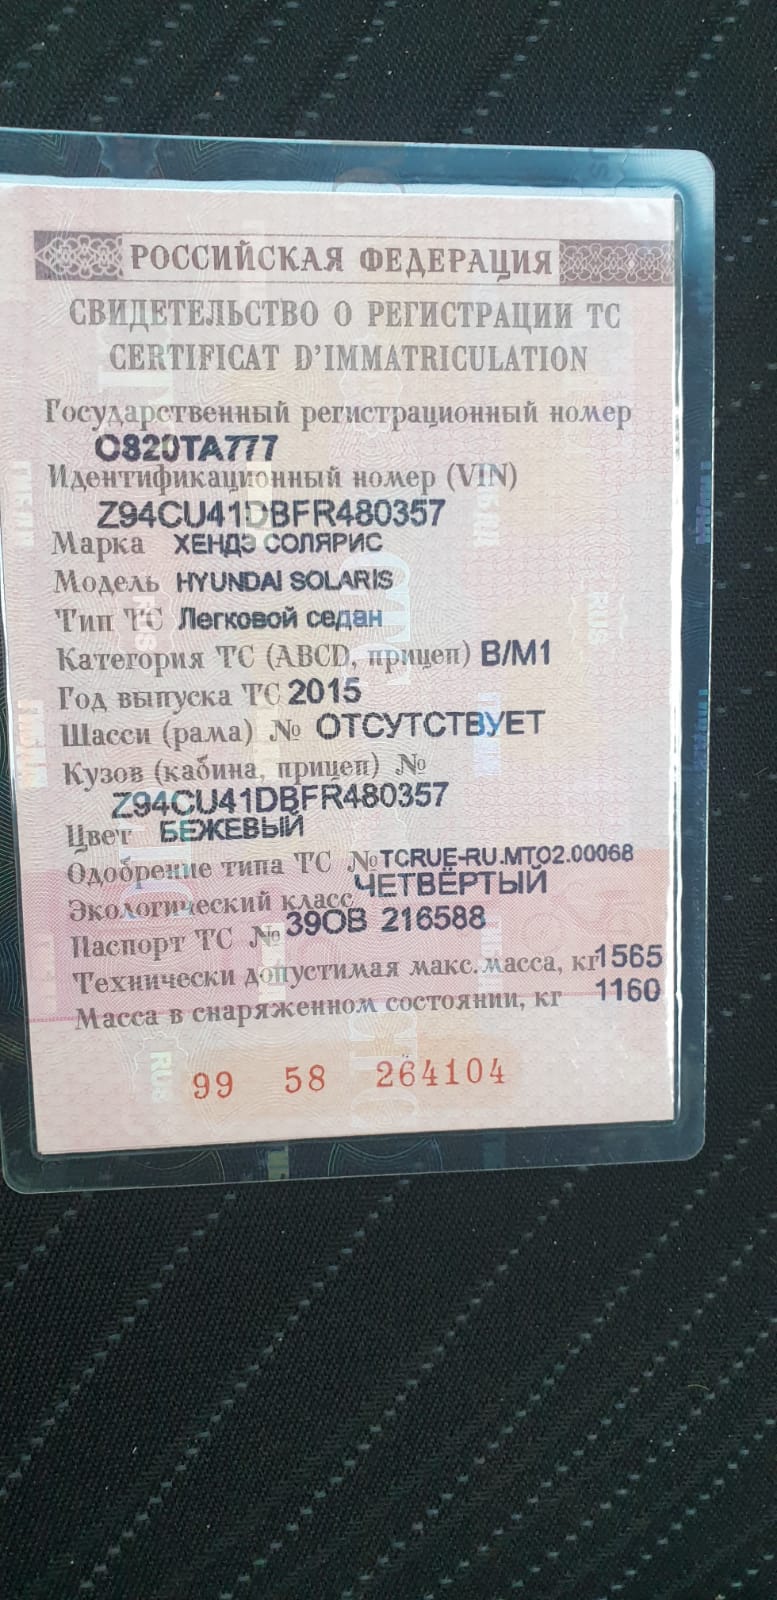 РОССИЙСКАЯ ФЕДЕРАЦИЯ
СВИДЕТЕЛЬСТВО О РЕГИСТРАЦИИ ТС
CERTIFICAT D'IMMATRICULATION
Государственный регистрационный номер
О820ТА777
Идентификационный номер (VIN)
Z94CU41DBFR480357
Марка ХЕНДЭ СОЛЯРИС
Модель HYUNDAI SOLARIS
Тип ТС Легковой седан
Категория ТС (ABCD, прицеп) B/M1
Год выпуска ТС 2015
Шасси (рама) № ОТСУТСТВУЕТ
Кузов (кабина, прицеп) №
Z94CU41DBFR480357
Цвет БЕЖЕВЫЙ
Одобрение типа ТС №TCRUE-RU.MT02.00068
Экологический класс ЧЕТВЁРТЫЙ
Паспорт ТС № 39ОВ 216588
Технически допустимая макс. масса, кг 1565
Масса в снаряженном состоянии, кг 1160
99 58 264104